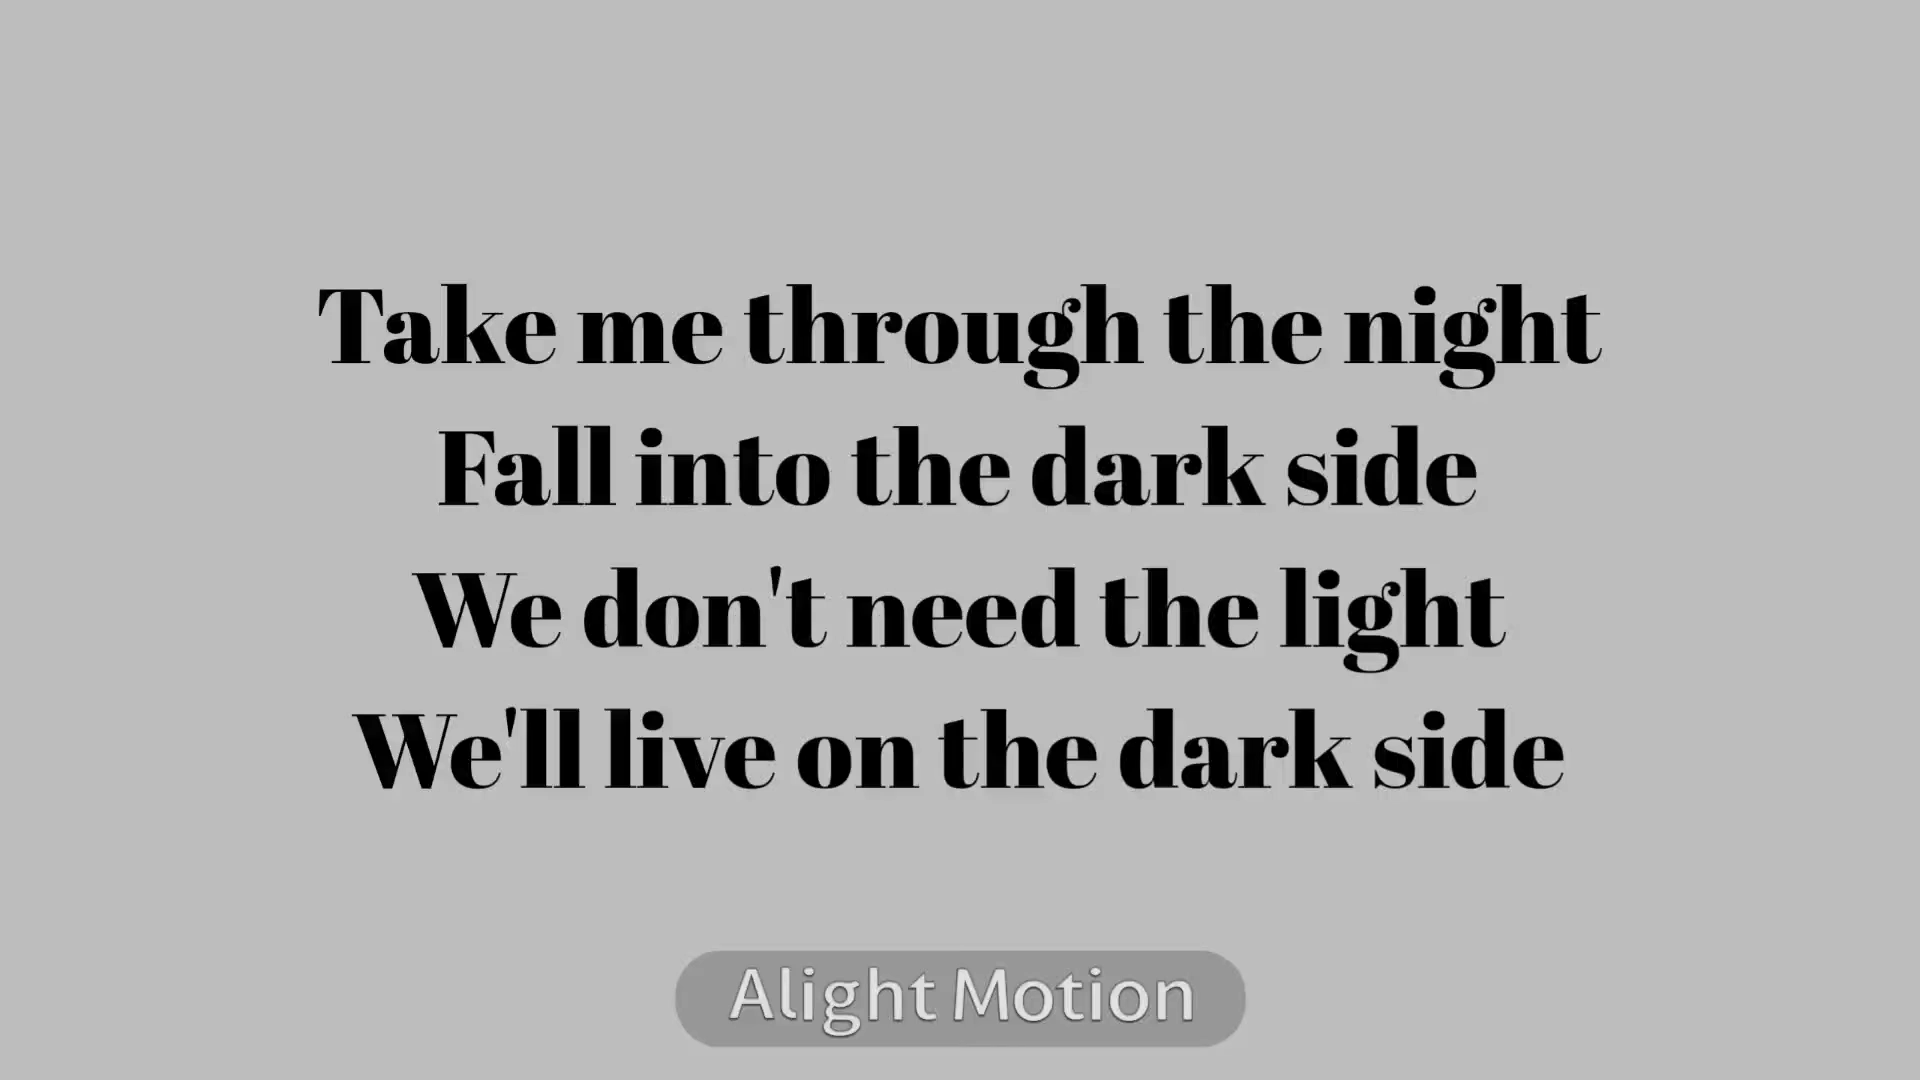 Take me through the night
Fall into the dark side
We don't need the light
We'll live on the dark side
Alight Motion